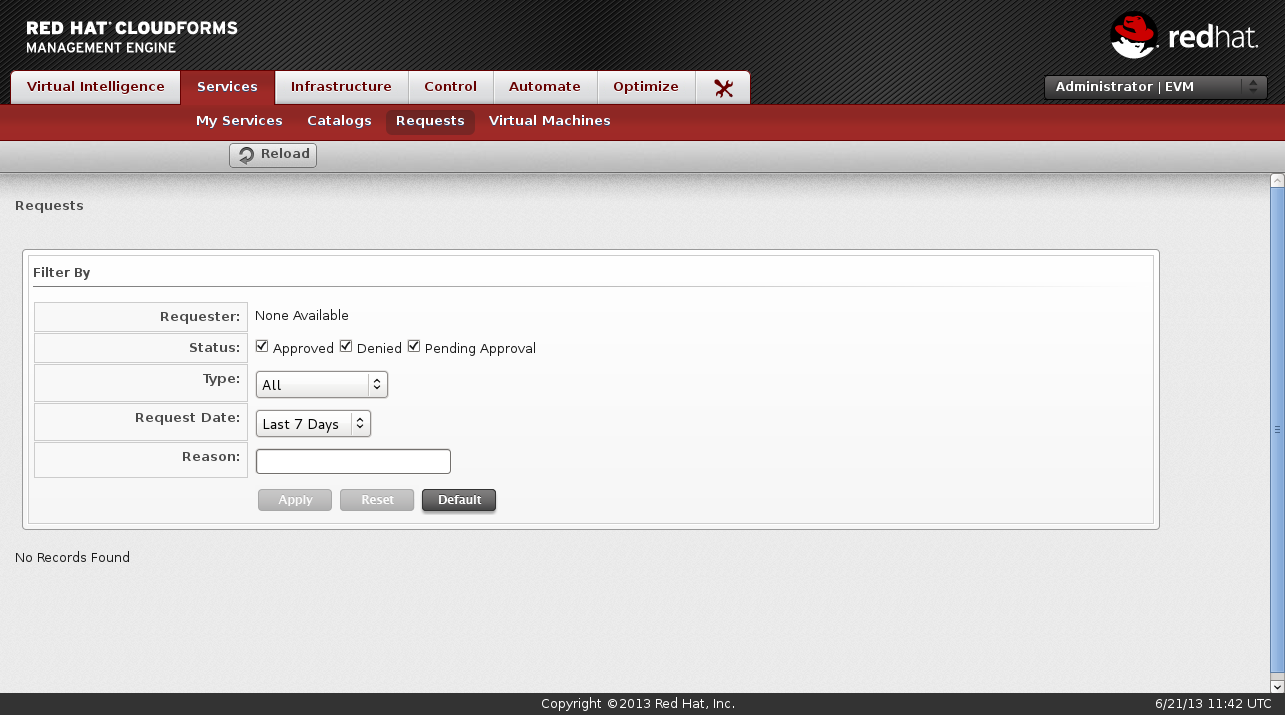 RED HAT CLOUDFORMS
MANAGEMENT ENGINE
redhat.
Virtual Intelligence Services Infrastructure Control Automate Optimize
Administrator | EVM
My Services Catalogs Requests Virtual Machines
Reload
Requests
Filter By
Requester: None Available
Status: Approved Denied Pending Approval
Type: All
Request Date: Last 7 Days
Reason:
Apply Reset Default
No Records Found
Copyright ©2013 Red Hat, Inc.
6/21/13 11:42 UTC